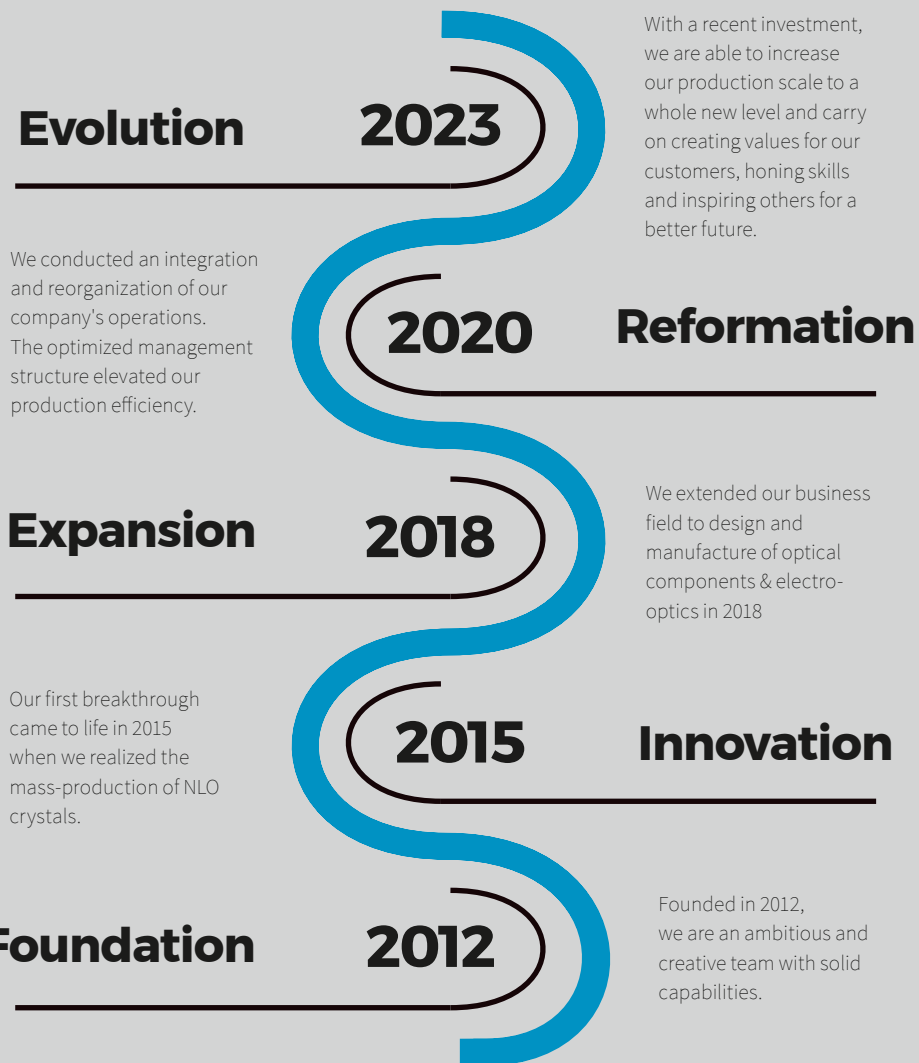 Evolution
2023
With a recent investment,
we are able to increase
our production scale to a
whole new level and carry
on creating values for our
customers, honing skills
and inspiring others for a
better future.
We conducted an integration
and reorganization of our
company's operations.
The optimized management
structure elevated our
production efficiency.
2020
Reformation
Expansion
2018
We extended our business
field to design and
manufacture of optical
components & electro-
optics in 2018
Our first breakthrough
came to life in 2015
when we realized the
mass-production of NLO
crystals.
2015
Innovation
Foundation
2012
Founded in 2012,
we are an ambitious and
creative team with solid
capabilities.